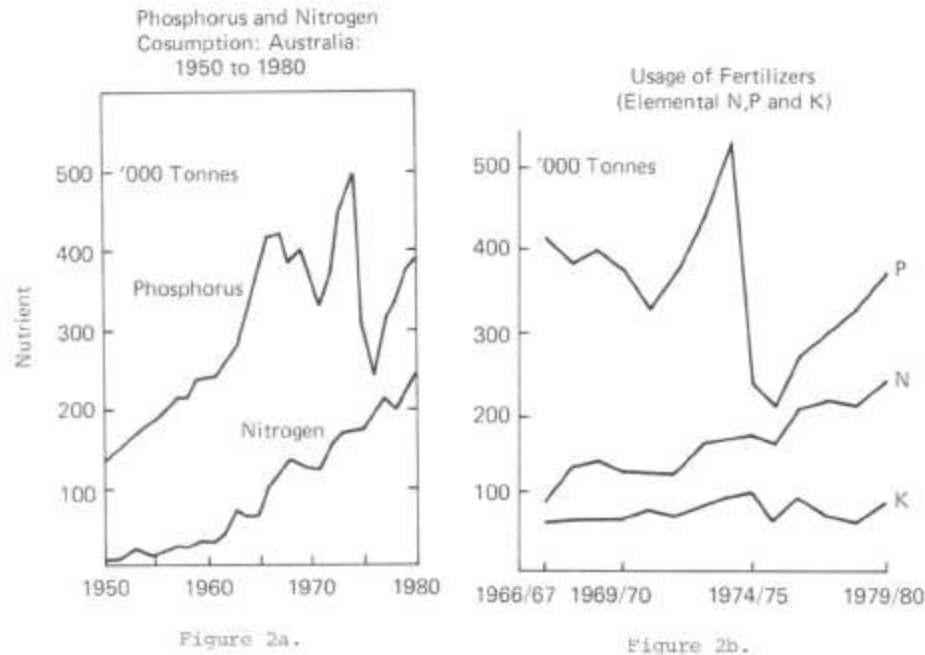 Phosphorus and Nitrogen
Cosumption: Australia:
1950 to 1980
'000 Tonnes
500
400
300
200
100
Nutrient
Phosphorus
Nitrogen
1950
1960
1970
1980
Figure 2a.
Usage of Fertilizers
(Elemental N,P and K)
'000 Tonnes
500
400
300
200
100
P
N
K
1966/67
1969/70
1974/75
1979/80
Figure 2b.